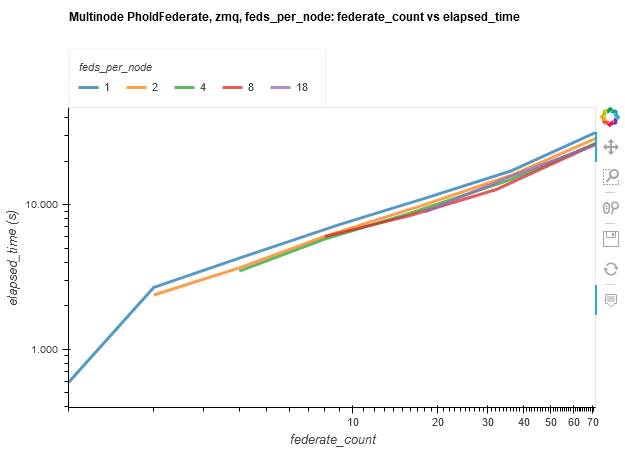 Multinode PholdFederate, zmq, feds_per_node: federate_count vs elapsed_time
feds_per_node
1 2 4 8 18
elapsed_time (s)
10.000
1.000
10 20 30 40 50 60 70
federate_count